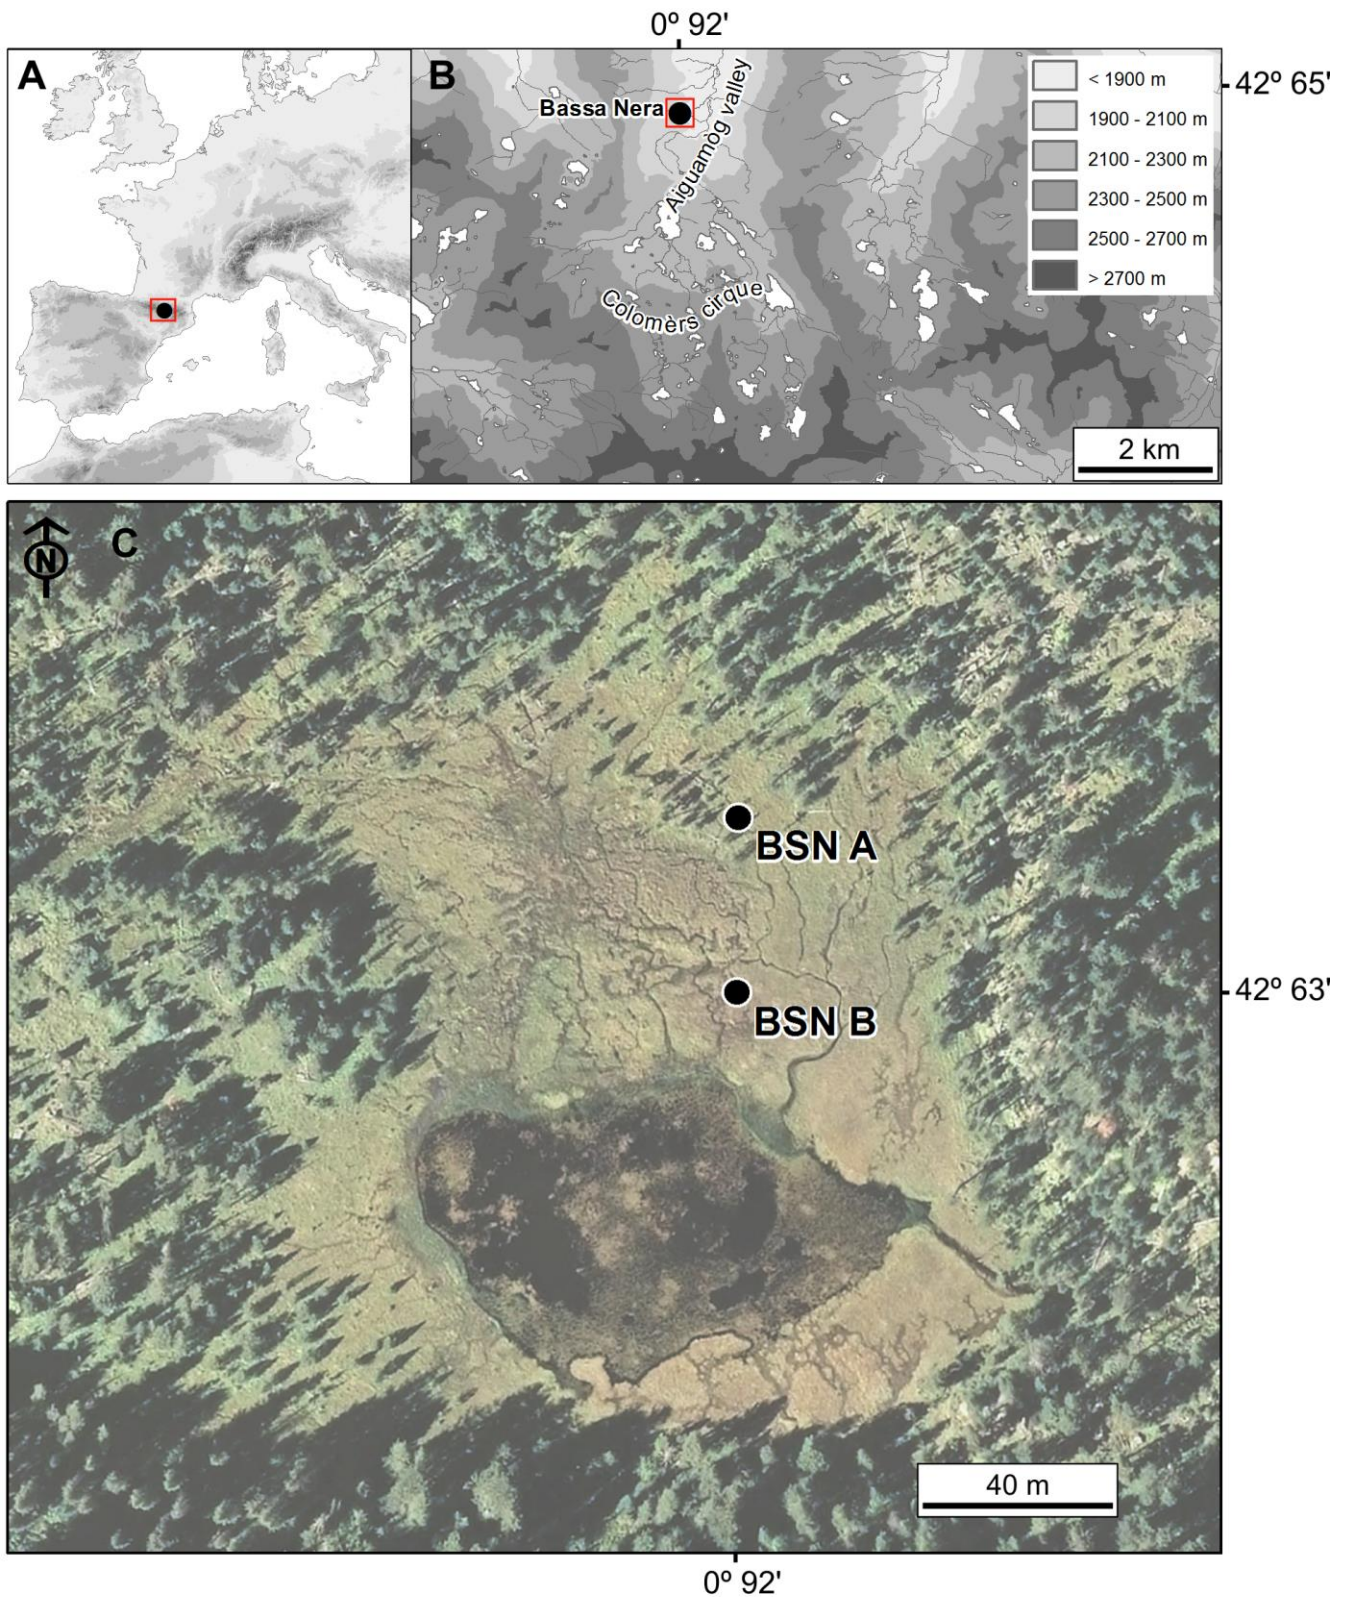 0º 92'
A
B
Bassa Nera
Aiguamòg valley
Colomèrs cirque
< 1900 m
1900 - 2100 m
2100 - 2300 m
2300 - 2500 m
2500 - 2700 m
> 2700 m
42º 65'
2 km
N
C
BSN A
BSN B
42º 63'
40 m
0º 92'